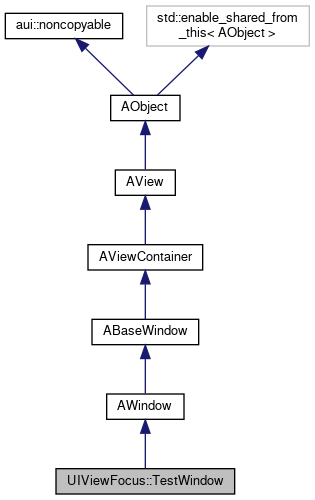 aui::noncopyable
std::enable_shared_from
_this< AObject >
AObject
AView
AViewContainer
ABaseWindow
AWindow
UIViewFocus::TestWindow